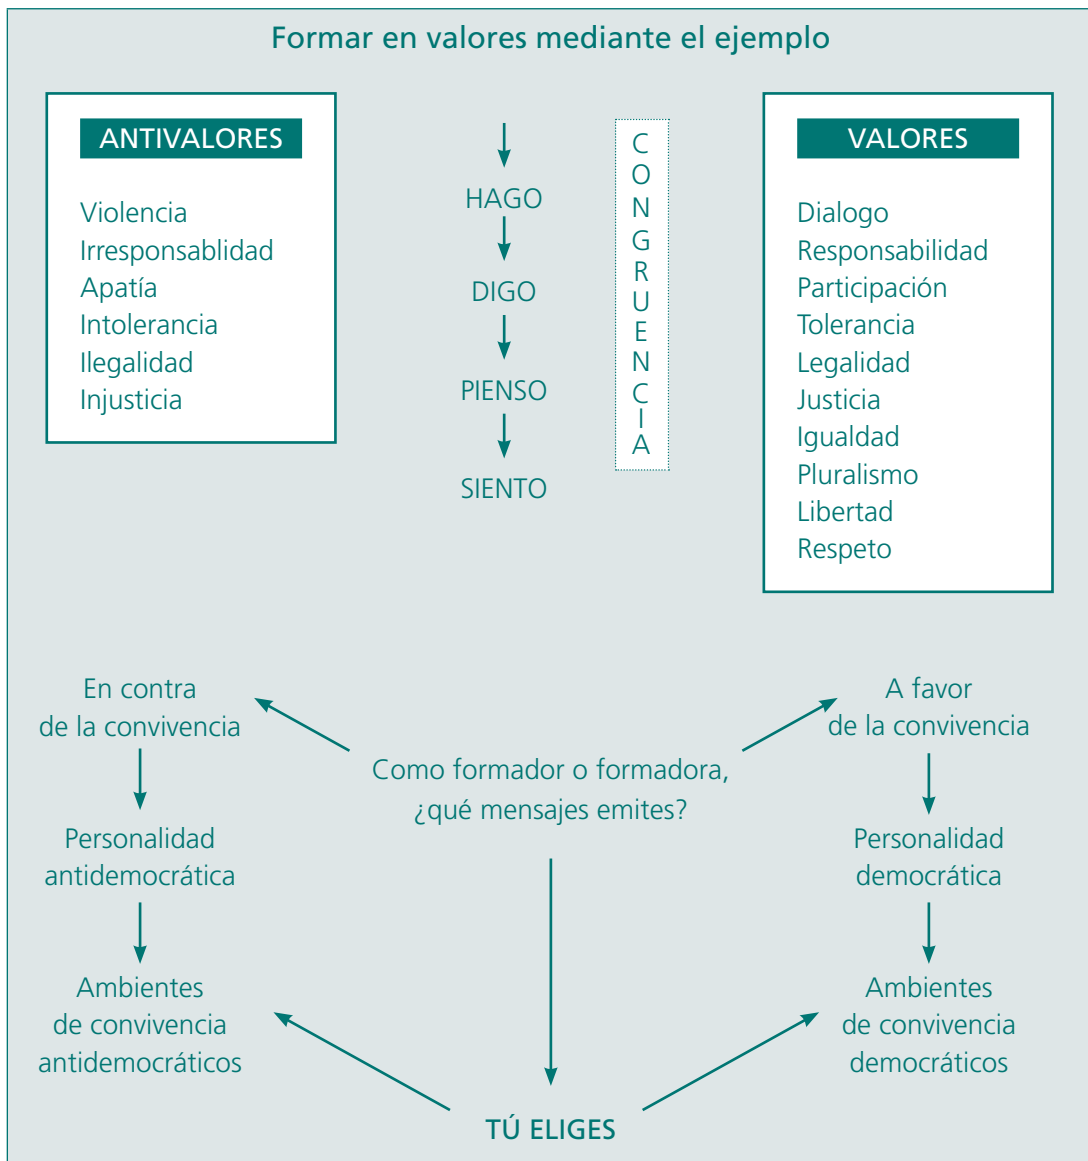 Formar en valores mediante el ejemplo
ANTIVALORES
Violencia
Irresponsablidad
Apatía
Intolerancia
Ilegalidad
Injusticia
HAGO
DIGO
PIENSO
SIENTO
CONGRUENCIA
VALORES
Dialogo
Responsabilidad
Participación
Tolerancia
Legalidad
Justicia
Igualdad
Pluralismo
Libertad
Respeto
En contra
de la convivencia
Personalidad
antidemocrática
Ambientes
de convivencia
antidemocráticos
Como formador o formadora,
¿qué mensajes emites?
TÚ ELIGES
A favor
de la convivencia
Personalidad
democrática
Ambientes
de convivencia
democráticos